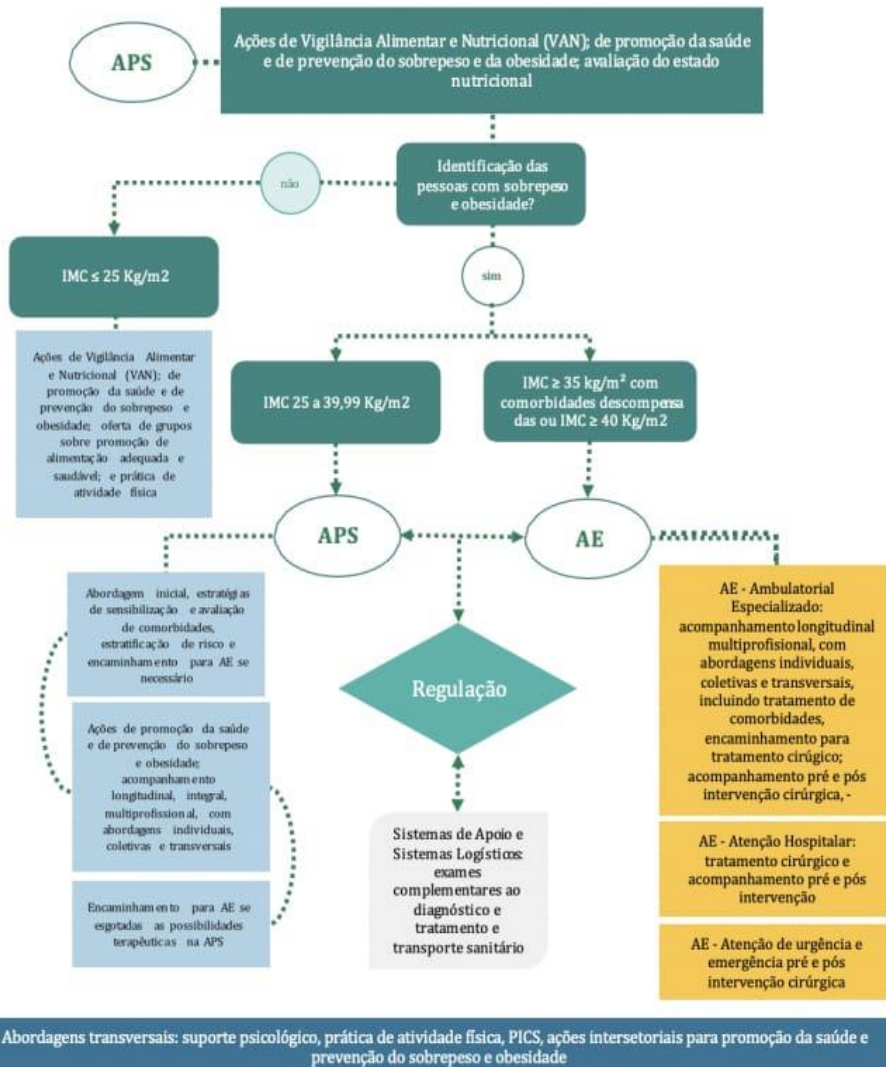 APS
Ações de Vigilância Alimentar e Nutricional (VAN); de promoção da saúde
e de prevenção do sobrepeso e da obesidade; avaliação do estado
nutricional
Identificação das
pessoas com sobrepeso
e obesidade?
não
sim
IMC ≤ 25 Kg/m2
Ações de Vigilância Alimentar
e Nutricional (VAN); de
promoção da saúde e de
prevenção do sobrepeso e
obesidade; oferta de grupos
sobre promoção de
alimentação adequada e
saudável; e prática de
atividade física
IMC 25 a 39,99 Kg/m2
IMC ≥ 35 kg/m² com
comorbidades descompensa
das ou IMC ≥ 40 Kg/m2
APS
AE
Abordagem inicial, estratégias
de sensibilização e avaliação
de comorbidades,
estratificação de risco e
encaminhamento para AE se
necessário
Ações de promoção da saúde
e de prevenção do sobrepeso
e obesidade;
acompanhamento
longitudinal, integral,
multiprofissional, com
abordagens individuais,
coletivas e transversais
Encaminhamento para AE se
esgotadas as possibilidades
terapêuticas na APS
Regulação
Sistemas de Apoio e
Sistemas Logísticos:
exames
complementares ao
diagnóstico e
tratamento e
transporte sanitário
AE - Ambulatorial
Especializado:
acompanhamento longitudinal
multiprofisional, com
abordagens individuais,
coletivas e transversais,
incluindo tratamento de
comorbidades,
encaminhamento para
tratamento cirúgico;
acompanhamento pré e pós
intervenção cirúrgica, -
AE - Atenção Hospitalar:
tratamento cirúrgico e
acompanhamento pré e pós
intervenção
AE - Atenção de urgência e
emergência pré e pós
intervenção cirúrgica
Abordagens transversais: suporte psicológico, prática de atividade física, PICS, ações intersetoriais para promoção da saúde e
prevenção do sobrepeso e obesidade